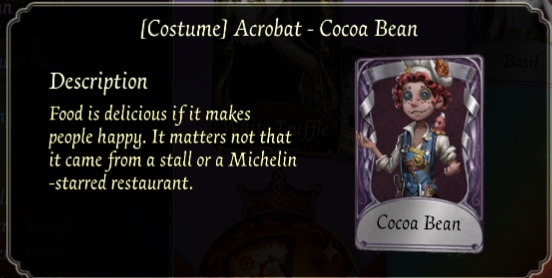 [Costume] Acrobat - Cocoa Bean
Description
Food is delicious if it makes
people happy. It matters not that
it came from a stall or a Michelin
-starred restaurant.
Cocoa Bean
Basil